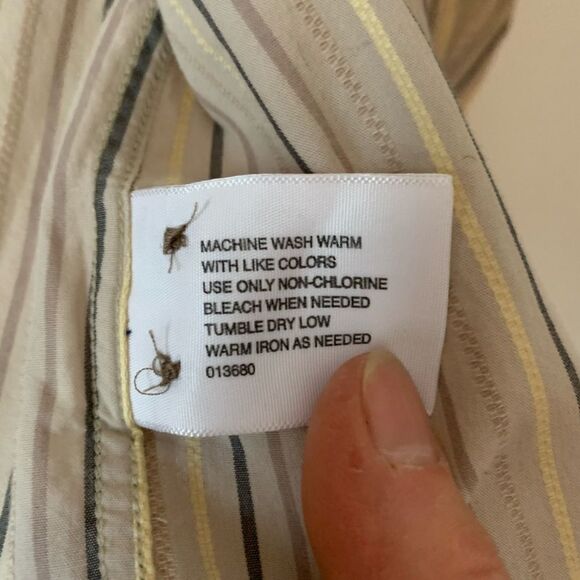 MACHINE WASH WARM
WITH LIKE COLORS
USE ONLY NON-CHLORINE
BLEACH WHEN NEEDED
TUMBLE DRY LOW
WARM IRON AS NEEDED
013680